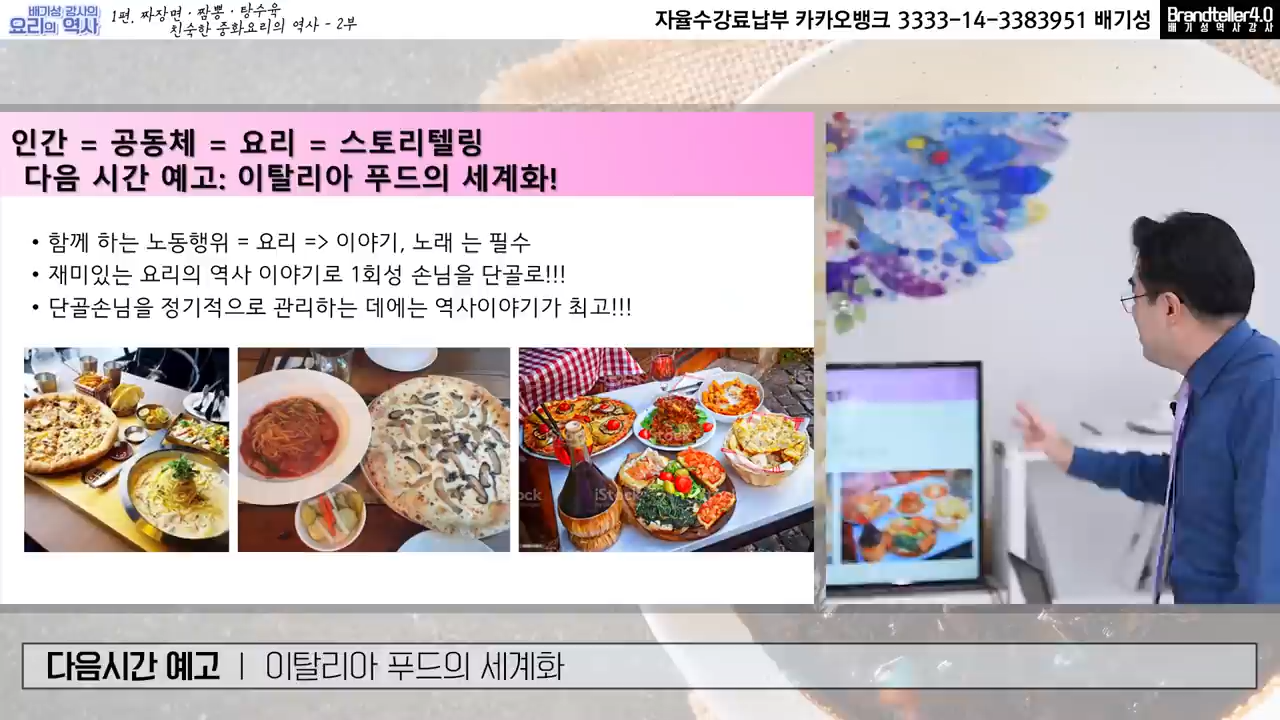 배기성 강사의
요리의 역사
1편. 짜장면·짬뽕·탕수육
친숙한 중화요리의 역사 - 2부
자율수강료납부 카카오뱅크 3333-14-3383951 배기성
Brandteller4.0
배기성역사강사
인간 = 공동체 = 요리 = 스토리텔링
다음 시간 예고: 이탈리아 푸드의 세계화!
• 함께 하는 노동행위 = 요리 => 이야기, 노래 는 필수
• 재미있는 요리의 역사 이야기로 1회성 손님을 단골로!!!
• 단골손님을 정기적으로 관리하는 데에는 역사이야기가 최고!!!
iStock
다음시간 예고 | 이탈리아 푸드의 세계화